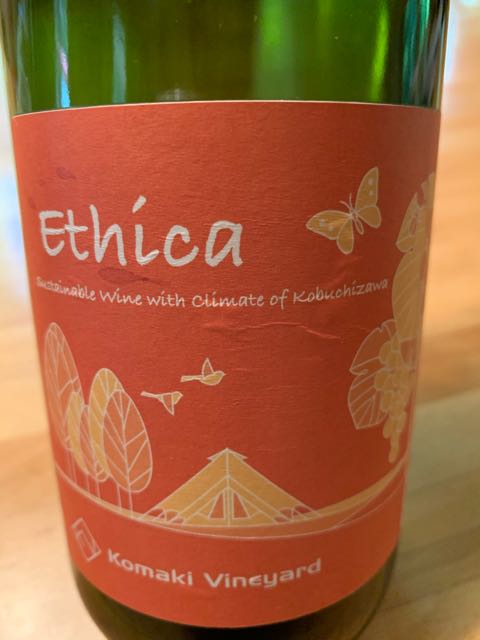 Ethica
Sustainable Wine with Climate of Kobuchizawa
Komaki Vineyard